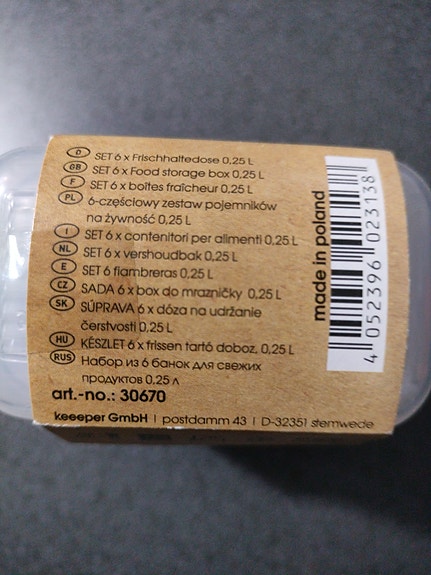 D SET 6 x Frischhaltedose 0,25 L
GB SET 6 x Food storage box 0,25 L
F SET 6 x boîtes fraîcheur 0,25 L
PL 6-częściowy zestaw pojemników
na żywność 0,25 L
I SET 6 x contenitori per alimenti 0,25 L
NL SET 6 x vershoudbak 0,25 L
E SET 6 fiambreras 0,25 L
CZ SADA 6 x box do mrazničky 0,25 L
SK SÚPRAVA 6 x dóza na udržanie
čerstvosti 0,25 L
HU KÉSZLET 6 x frissen tartó doboz, 0,25 L
RUS Набор из 6 банок для свежих
продуктов 0,25 л
art.-no.: 30670
keeeper GmbH | postdamm 43 | D-32351 stemwede
made in poland
4 052396 023138